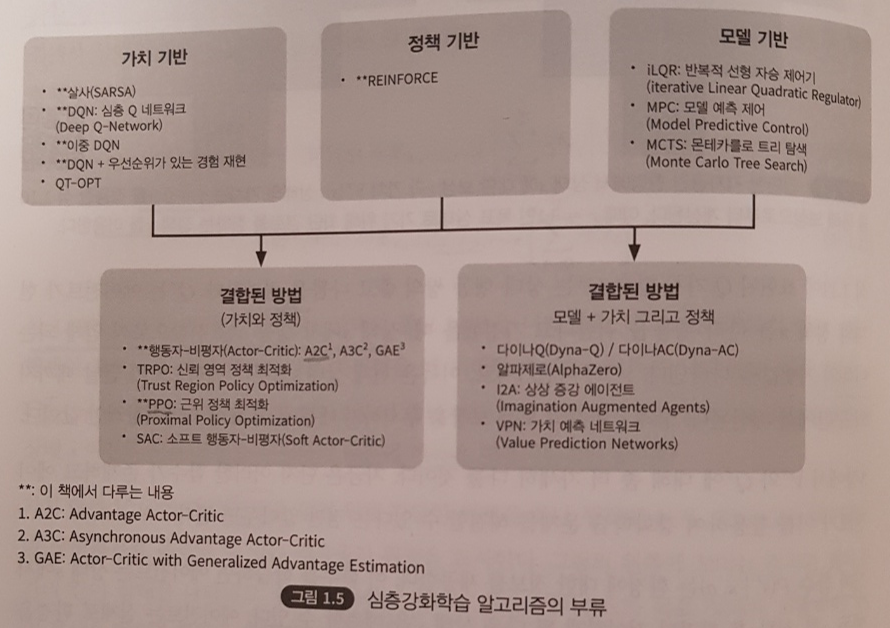 가치 기반
• **살사(SARSA)
• **DQN: 심층 Q 네트워크
(Deep Q-Network)
• **이중 DQN
• **DQN + 우선순위가 있는 경험 재현
• QT-OPT
정책 기반
• **REINFORCE
모델 기반
• iLQR: 반복적 선형 자승 제어기
(iterative Linear Quadratic Regulator)
• MPC: 모델 예측 제어
(Model Predictive Control)
• MCTS: 몬테카를로 트리 탐색
(Monte Carlo Tree Search)
결합된 방법
(가치와 정책)
• **행동자-비평자(Actor-Critic): A2C¹, A3C², GAE³
• TRPO: 신뢰 영역 정책 최적화
(Trust Region Policy Optimization)
• **PPO: 근위 정책 최적화
(Proximal Policy Optimization)
• SAC: 소프트 행동자-비평자(Soft Actor-Critic)
결합된 방법
모델 + 가치 그리고 정책
• 다이나Q(Dyna-Q) / 다이나AC(Dyna-AC)
• 알파제로(AlphaZero)
• I2A: 상상 증강 에이전트
(Imagination Augmented Agents)
• VPN: 가치 예측 네트워크
(Value Prediction Networks)
**: 이 책에서 다루는 내용
1. A2C: Advantage Actor-Critic
2. A3C: Asynchronous Advantage Actor-Critic
3. GAE: Actor-Critic with Generalized Advantage Estimation
그림 1.5 심층강화학습 알고리즘의 부류